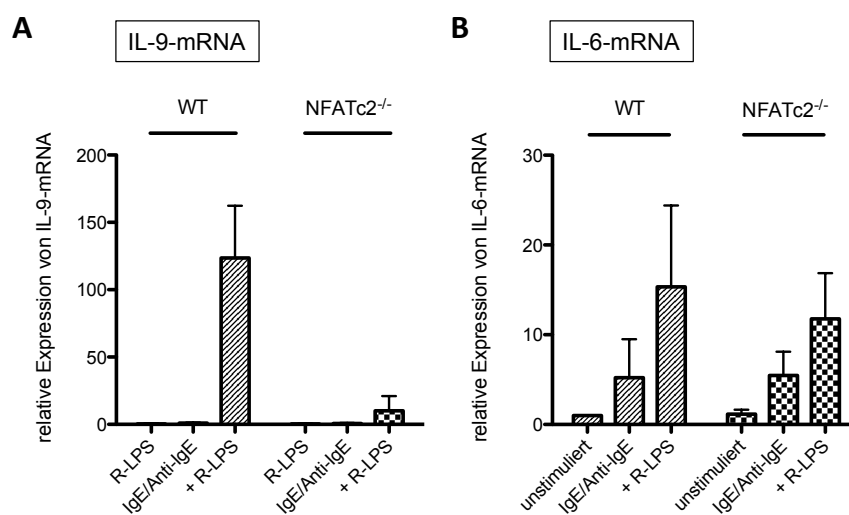 A
IL-9-mRNA
WT
NFATc2-/-
relative Expression von IL-9-mRNA
200
150
100
50
0
R-LPS
IgE/Anti-IgE
+ R-LPS
R-LPS
IgE/Anti-IgE
+ R-LPS
B
IL-6-mRNA
WT
NFATc2-/-
relative Expression von IL-6-mRNA
30
20
10
0
unstimuliert
IgE/Anti-IgE
+ R-LPS
unstimuliert
IgE/Anti-IgE
+ R-LPS